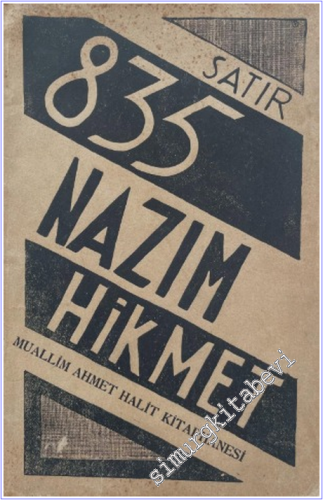 835
SATIR
NAZIM
HİKMET
MUALLİM AHMET HALİT KİTAPHANESİ
simurgkitabevi